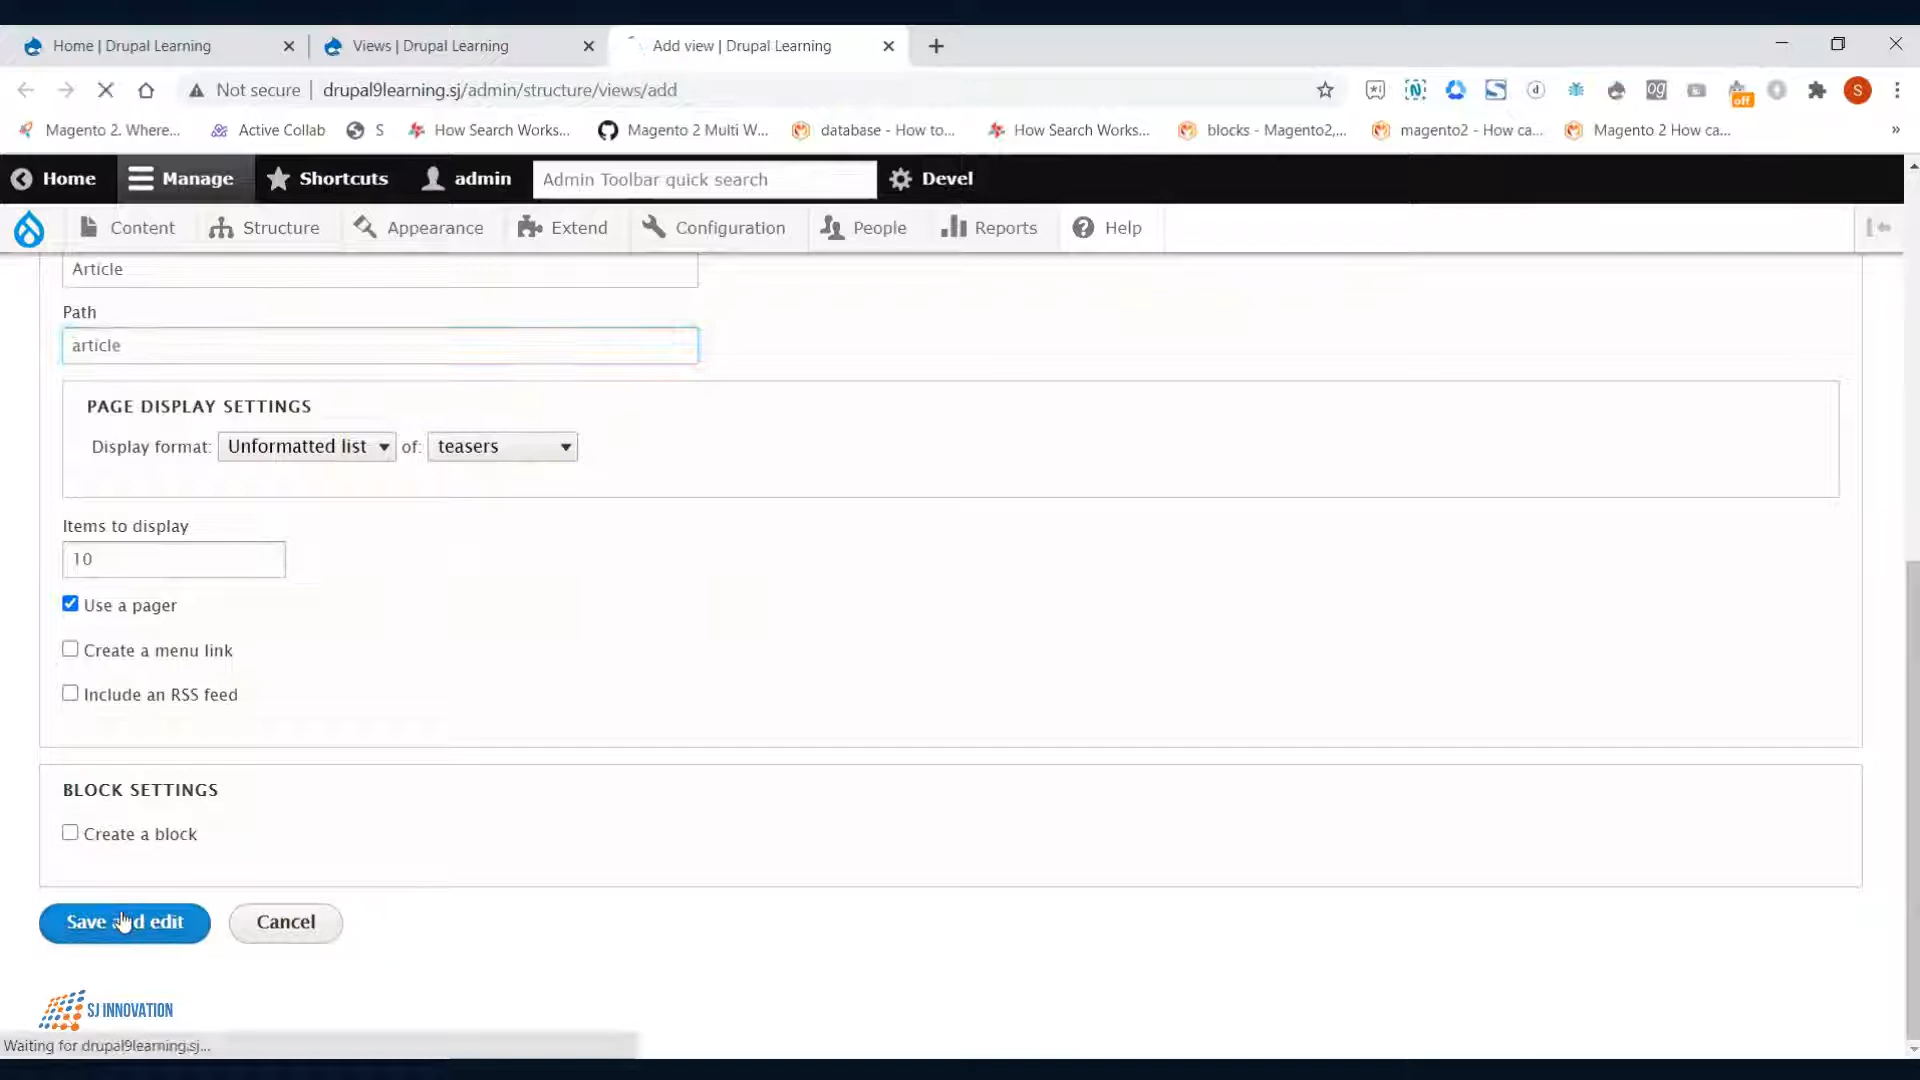 Home | Drupal Learning
Views | Drupal Learning
Add view | Drupal Learning
Not secure | drupal9learning.sj/admin/structure/views/add
off
S
Magento 2. Where...
Active Collab
S
How Search Works...
Magento 2 Multi W...
database - How to...
How Search Works...
blocks - Magento2,...
magento2 - How ca...
Magento 2 How ca...
»
Home
Manage
Shortcuts
admin
Admin Toolbar quick search
Devel
Content
Structure
Appearance
Extend
Configuration
People
Reports
Help
Article
Path
article
PAGE DISPLAY SETTINGS
Display format: Unformatted list of: teasers
Items to display
10
Use a pager
Create a menu link
Include an RSS feed
BLOCK SETTINGS
Create a block
Save and edit
Cancel
SJ INNOVATION
Waiting for drupal9learning.sj...